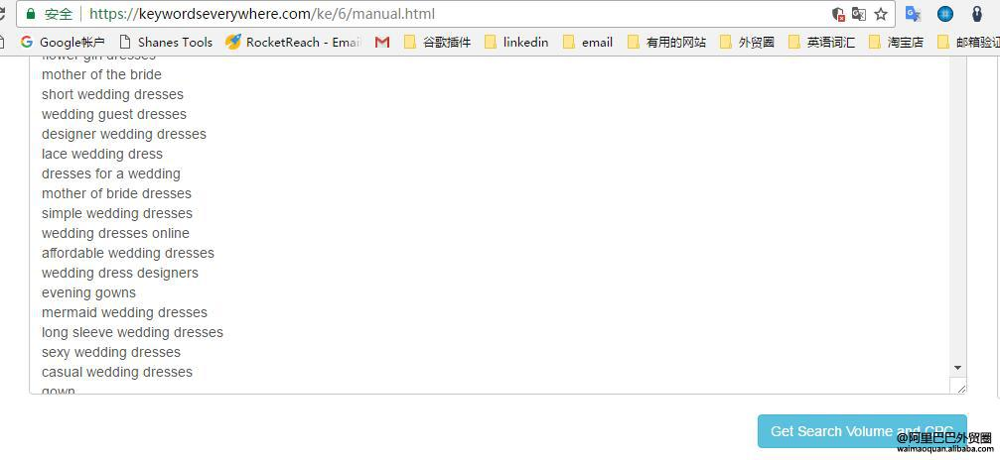 安全 https://keywordseverywhere.com/ke/6/manual.html
Google帐户 Shanes Tools RocketReach - Emai 谷歌插件 linkedin email 有用的网站 外贸圈 英语词汇 淘宝店 邮箱验证
flower girl dresses
mother of the bride
short wedding dresses
wedding guest dresses
designer wedding dresses
lace wedding dress
dresses for a wedding
mother of bride dresses
simple wedding dresses
wedding dresses online
affordable wedding dresses
wedding dress designers
evening gowns
mermaid wedding dresses
long sleeve wedding dresses
sexy wedding dresses
casual wedding dresses
gown
Get Search Volume and CPC
@阿里巴巴外贸圈
waimaoquan.alibaba.com